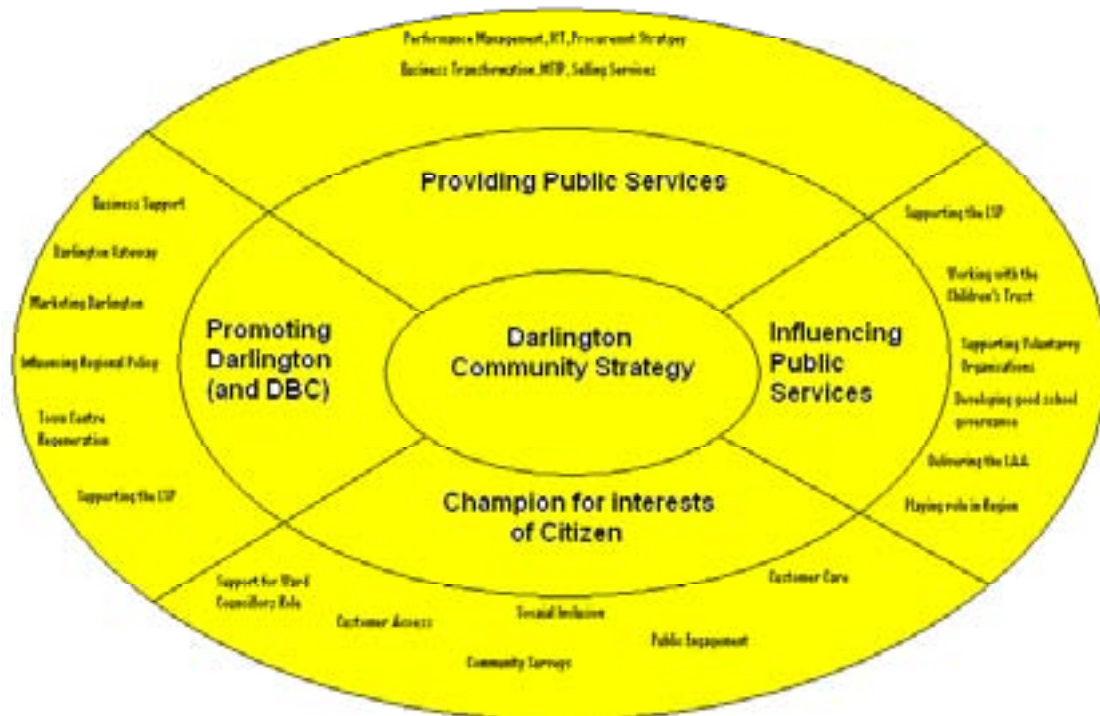 Performance Management, ICT, Procurement Stratgey
Business Transformation, MTFP, Selling Services
Providing Public Services
Business Support
Darlington Gateway
Marketing Darlington
Influencing Regional Policy
Town Centre
Regeneration
Supporting the LSP
Promoting
Darlington
(and DBC)
Darlington
Community Strategy
Influencing
Public
Services
Supporting the LSP
Working with the
Children's Trust
Supporting Voluntarry
Organisations
Developing good school
governance
Delivering the LAA
Playing role in Region
Champion for interests
of Citizen
Support for Ward
Councillors Role
Customer Access
Social Inclusion
Customer Care
Community Surveys
Public Engagement